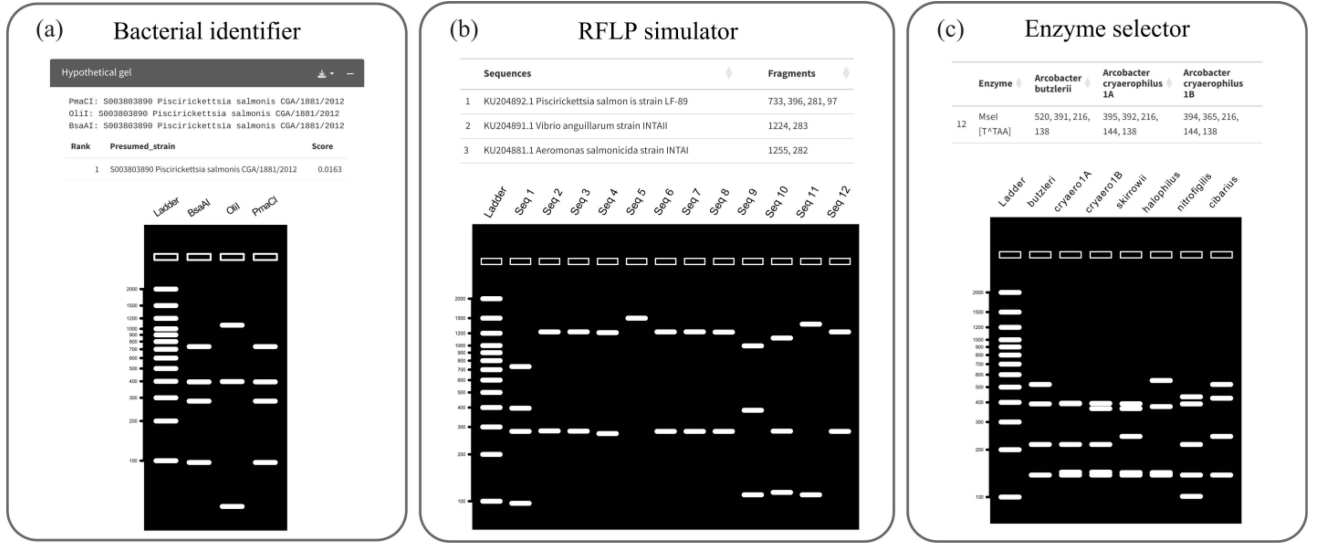 (a) Bacterial identifier
Hypothetical gel
PmaCI: S003803890 Piscirickettsia salmonis CGA/1881/2012
OliI: S003803890 Piscirickettsia salmonis CGA/1881/2012
BsaAI: S003803890 Piscirickettsia salmonis CGA/1881/2012
Rank Presumed_strain Score
1 S003803890 Piscirickettsia salmonis CGA/1881/2012 0.0163
Ladder BsaAI OliI PmaCI
2000
1500
1200
1000
900
800
700
600
500
400
300
200
100
(b) RFLP simulator
Sequences Fragments
1 KU204892.1 Piscirickettsia salmon is strain LF-89 733, 396, 281, 97
2 KU204891.1 Vibrio anguillarum strain INTAII 1224, 283
3 KU204881.1 Aeromonas salmonicida strain INTAI 1255, 282
Ladder Seq 1 Seq 2 Seq 3 Seq 4 Seq 5 Seq 6 Seq 7 Seq 8 Seq 9 Seq 10 Seq 11 Seq 12
2000
1500
1200
1000
900
800
700
600
500
400
300
200
100
(c) Enzyme selector
Enzyme Arcobacter butzlerii Arcobacter cryaerophilus 1A Arcobacter cryaerophilus 1B
12 MseI [T^TAA] 520, 391, 216, 138 395, 392, 216, 144, 138 394, 365, 216, 144, 138
Ladder butzleri cryaero1A cryaero1B skirrowii halophilus nitrofigilis cibarius
2000
1500
1200
1000
900
800
700
600
500
400
300
200
100